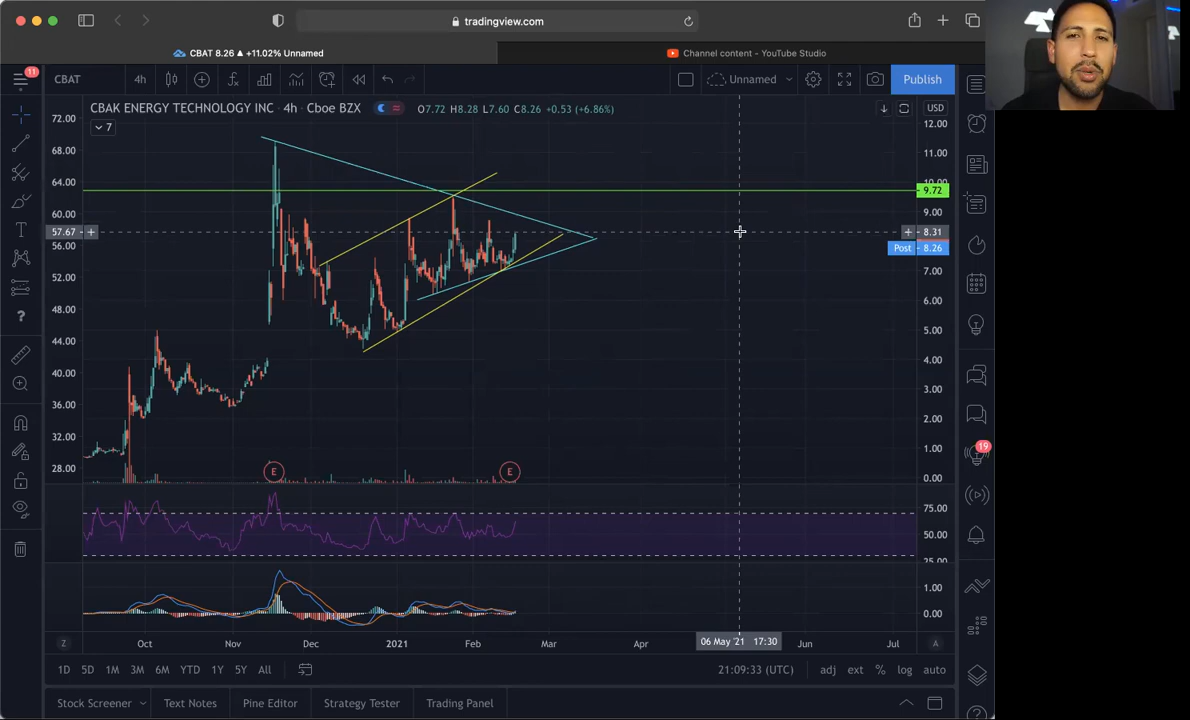 tradingview.com
CBAT 8.26 ▲ +11.02% Unnamed
Channel content - YouTube Studio
11
CBAT
4h
Unnamed
Publish
CBAK ENERGY TECHNOLOGY INC · 4h · Cboe BZX
O7.72 H8.28 L7.60 C8.26 +0.53 (+6.86%)
USD
7
72.00
68.00
64.00
60.00
57.67
56.00
52.00
48.00
44.00
40.00
36.00
32.00
28.00
12.00
11.00
10.00
9.72
9.00
8.31
Post 8.26
7.00
6.00
5.00
4.00
3.00
2.00
1.00
0.00
E
E
19
75.00
50.00
25.00
1.00
0.00
Z
Oct
Nov
Dec
2021
Feb
Mar
Apr
06 May '21 17:30
Jun
Jul
A
1D 5D 1M 3M 6M YTD 1Y 5Y All
21:09:33 (UTC)
adj ext % log auto
Stock Screener
Text Notes
Pine Editor
Strategy Tester
Trading Panel